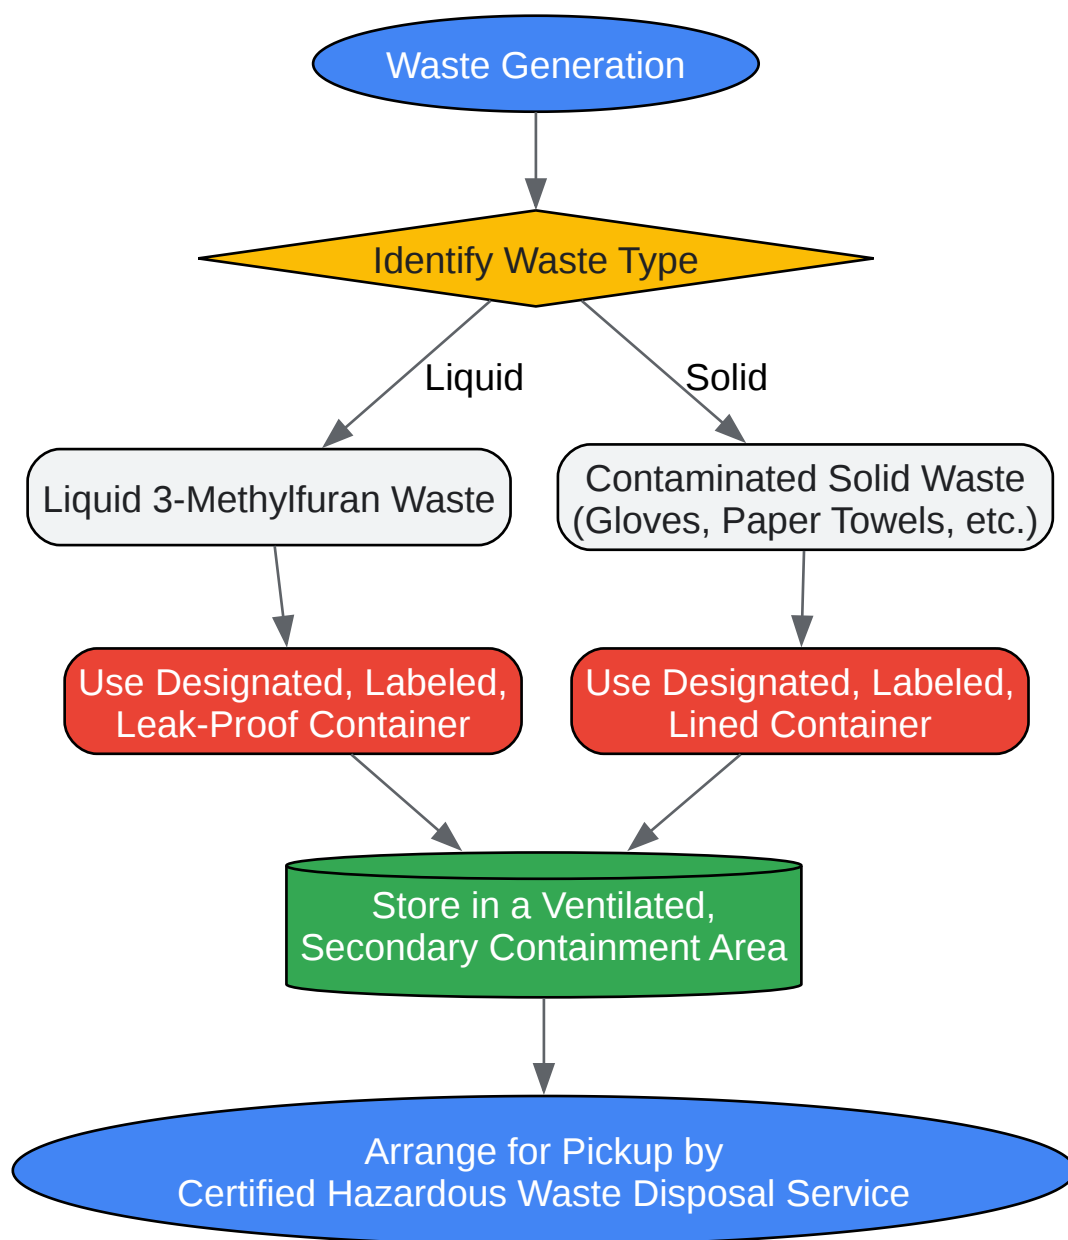 Waste Generation
Identify Waste Type
Liquid
Solid
Liquid 3-Methylfuran Waste
Contaminated Solid Waste
(Gloves, Paper Towels, etc.)
Use Designated, Labeled,
Leak-Proof Container
Use Designated, Labeled,
Lined Container
Store in a Ventilated,
Secondary Containment Area
Arrange for Pickup by
Certified Hazardous Waste Disposal Service